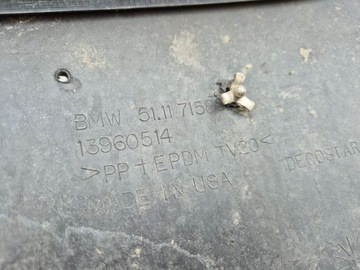 BMW 51.11 715
13960514
>PP+EPDM TV20<
DECOSTAR
MADE IN USA